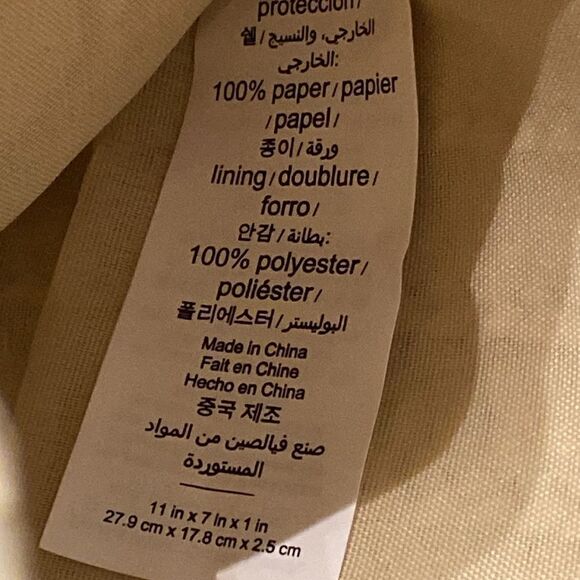 protección /
쉘 / الخارجي، والنسيج
الخارجي:
100% paper / papier
/ papel /
종이 / ورقة
lining / doublure /
forro /
안감 / بطانة:
100% polyester /
poliéster /
폴리에스터 / البوليستر
Made in China
Fait en Chine
Hecho en China
중국 제조
صنع فيالصين من المواد
المستوردة
11 in x 7 in x 1 in
27.9 cm x 17.8 cm x 2.5 cm